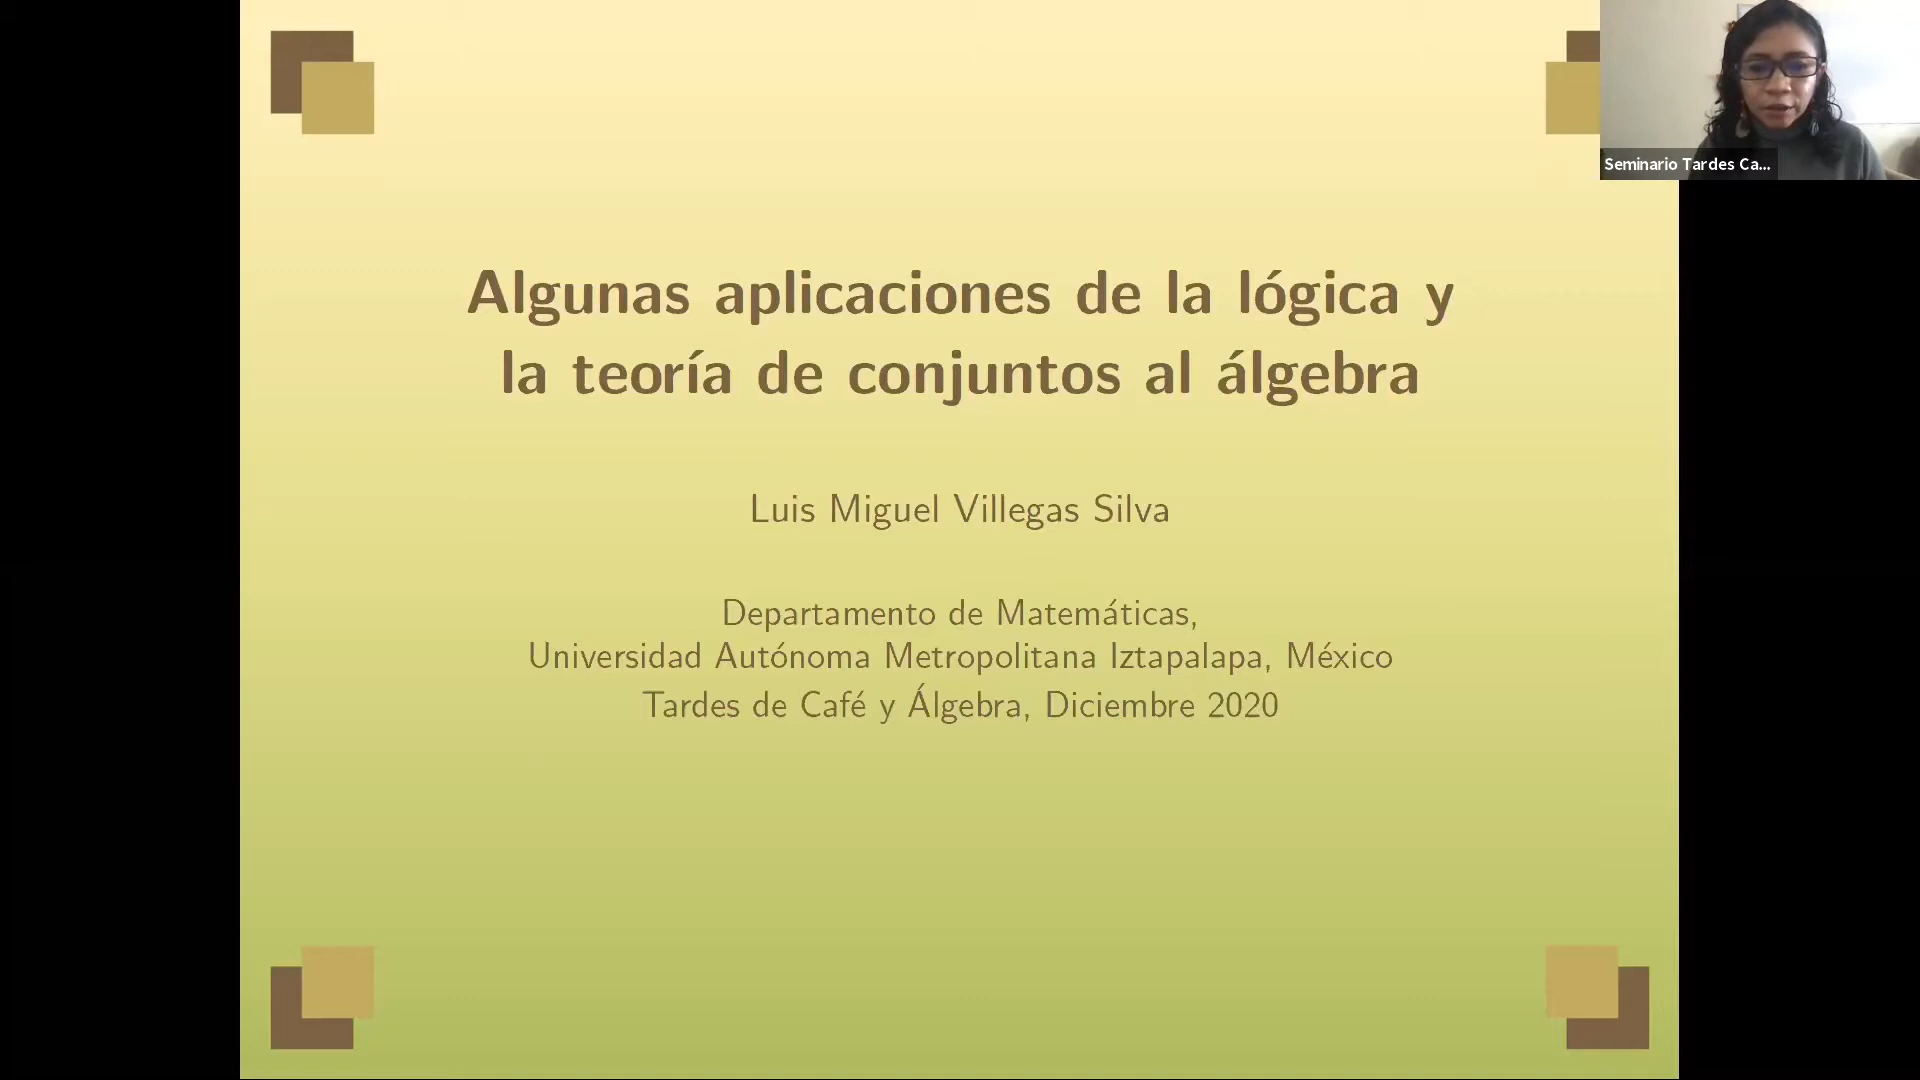 Algunas aplicaciones de la lógica y
la teoría de conjuntos al álgebra
Luis Miguel Villegas Silva
Departamento de Matemáticas,
Universidad Autónoma Metropolitana Iztapalapa, México
Tardes de Café y Álgebra, Diciembre 2020
Seminario Tardes Ca...